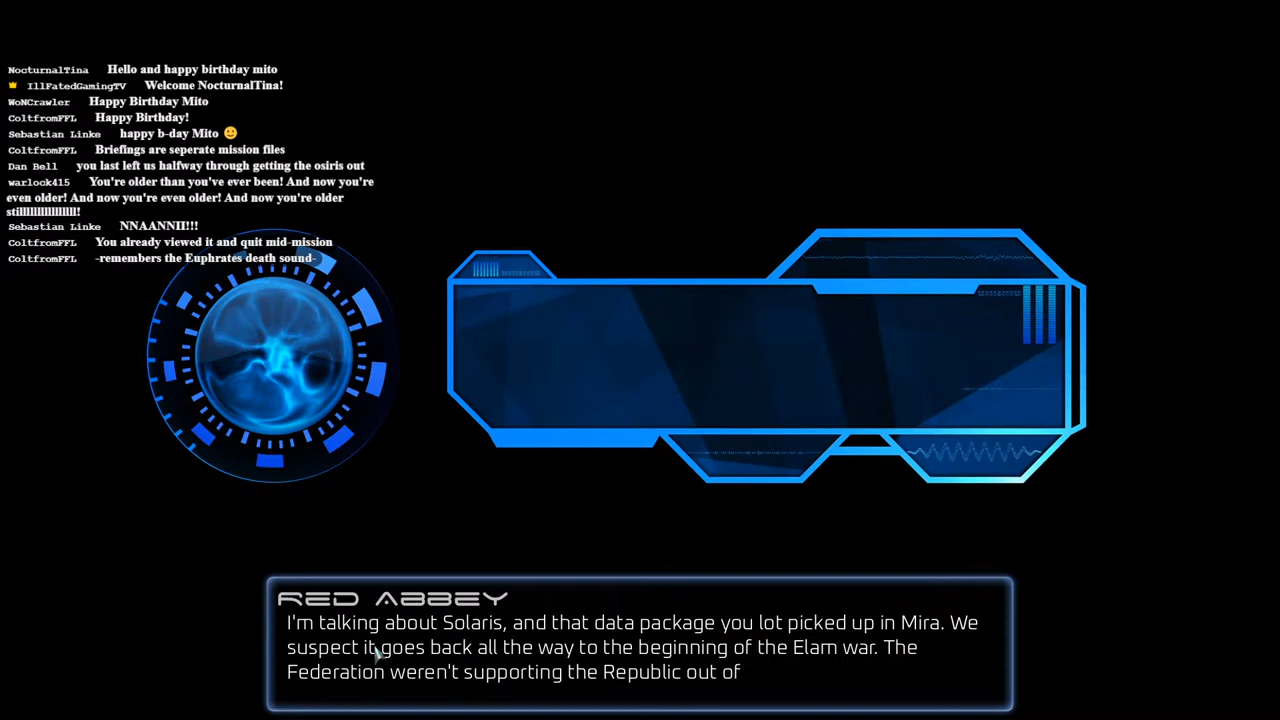 NocturnalTina Hello and happy birthday mito
IllFatedGamingTV Welcome NocturnalTina!
WoNCrawler Happy Birthday Mito
ColtfromFFL Happy Birthday!
Sebastian Linke happy b-day Mito 🙂
ColtfromFFL Briefings are seperate mission files
Dan Bell you last left us halfway through getting the osiris out
warlock415 You're older than you've ever been! And now you're
even older! And now you're even older! And now you're older
stillllllllllllllllll!
Sebastian Linke NNAANNII!!!
ColtfromFFL You already viewed it and quit mid-mission
ColtfromFFL -remembers the Euphrates death sound-
RED ABBEY
I'm talking about Solaris, and that data package you lot picked up in Mira. We
suspect it goes back all the way to the beginning of the Elam war. The
Federation weren't supporting the Republic out of